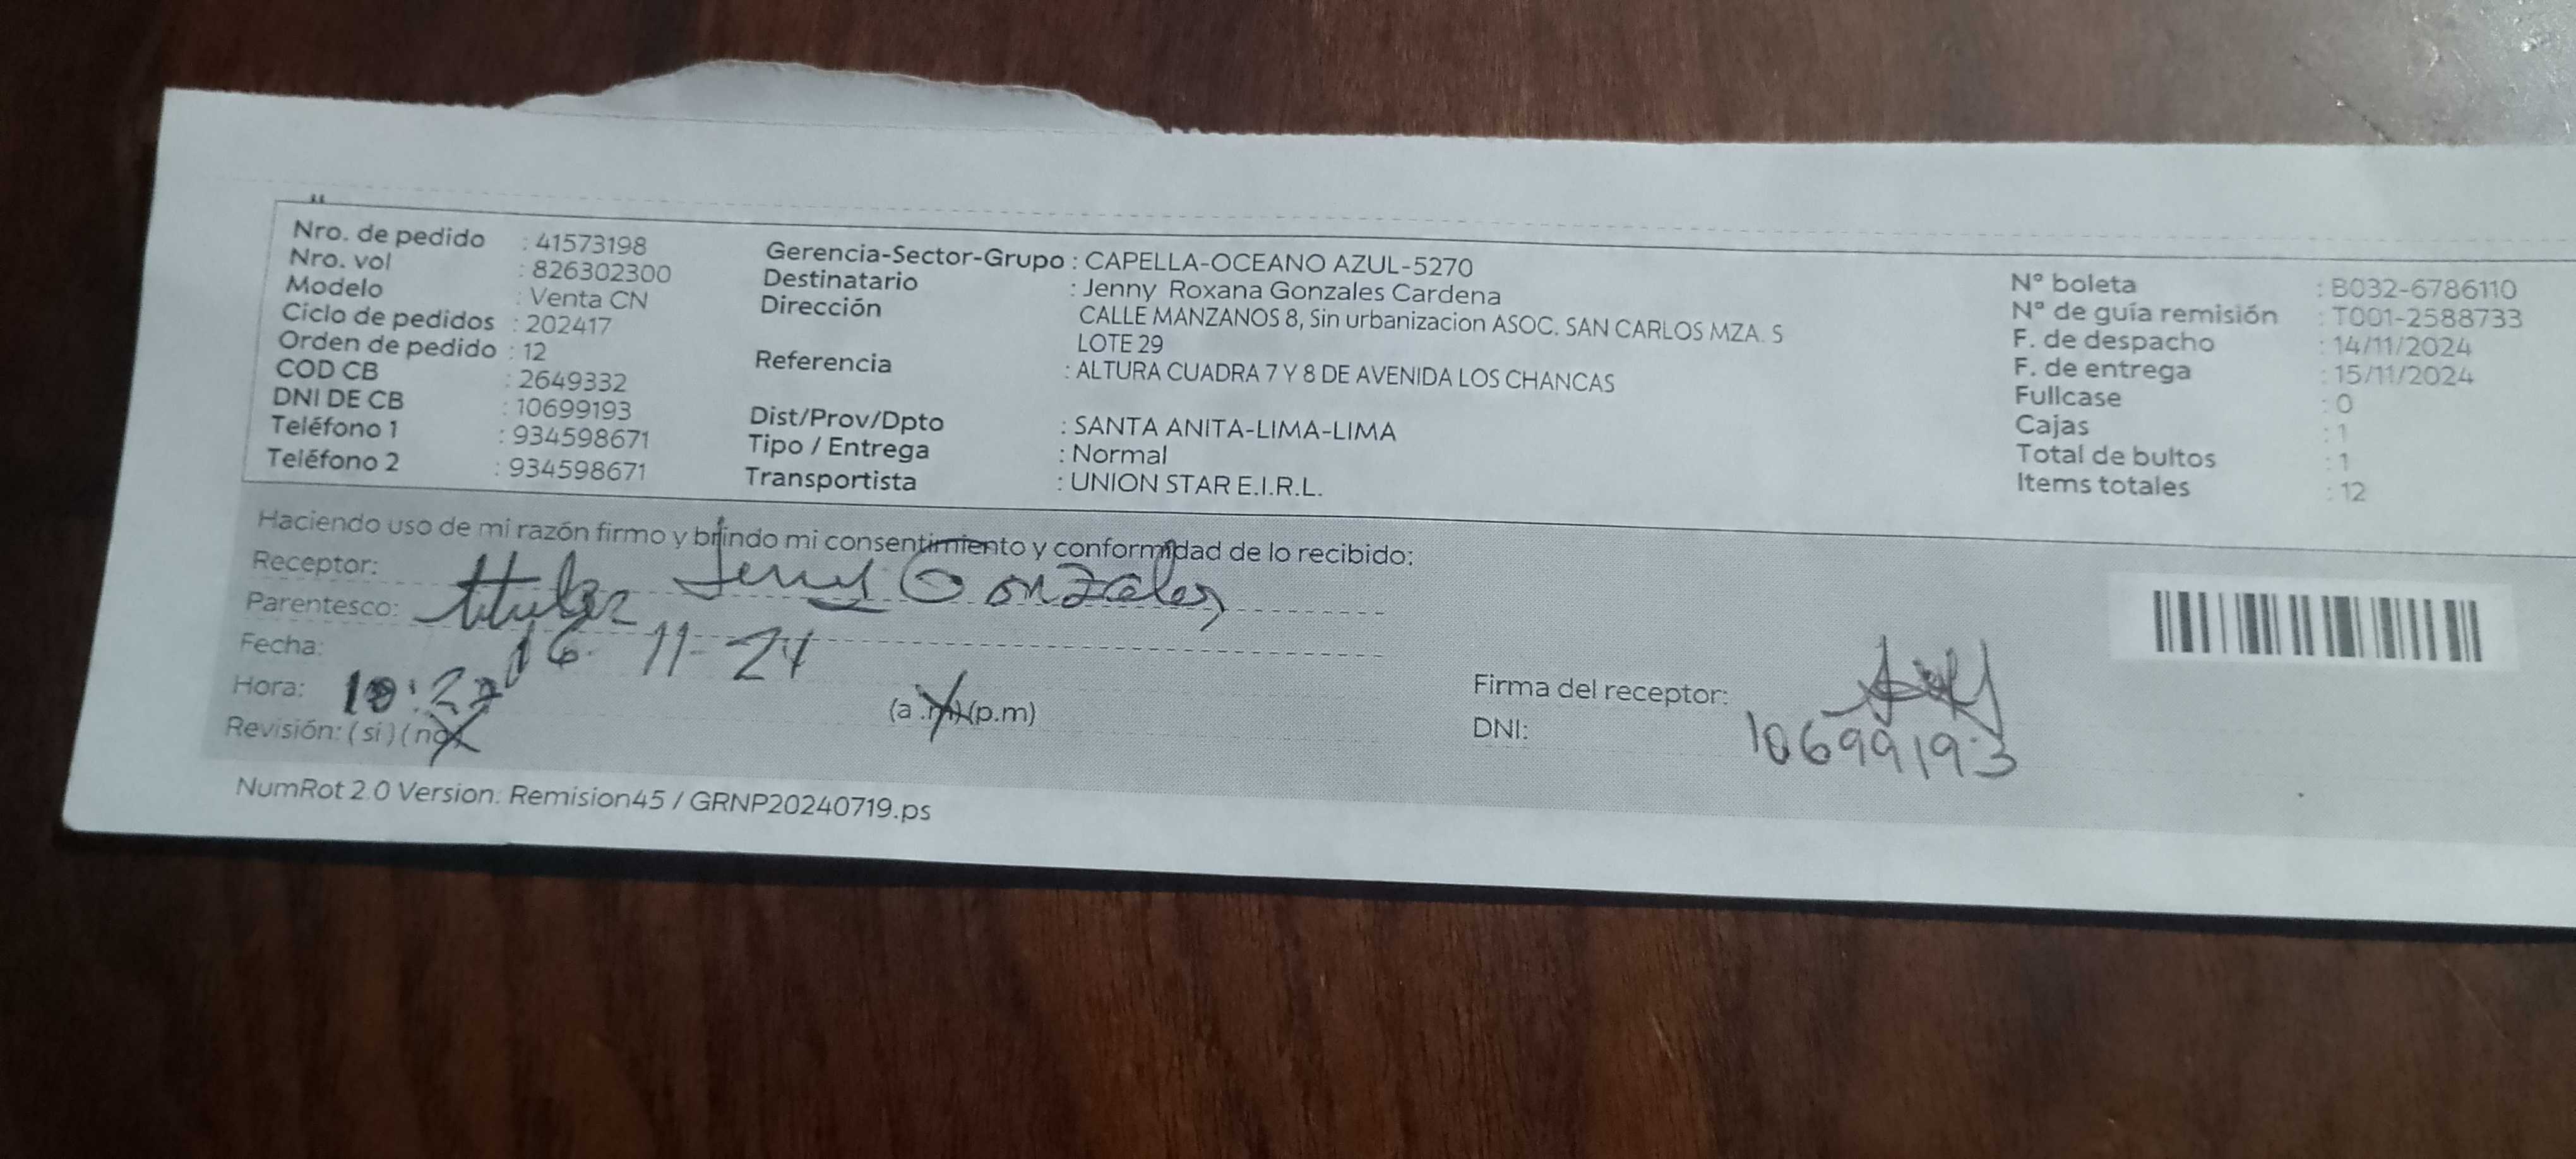 Nro. de pedido : 41573198
Nro. vol : 826302300
Modelo : Venta CN
Ciclo de pedidos : 202417
Orden de pedido : 12
COD CB : 2649332
DNI DE CB : 10699193
Teléfono 1 : 934598671
Teléfono 2 : 934598671
Gerencia-Sector-Grupo : CAPELLA-OCEANO AZUL-5270
Destinatario : Jenny Roxana Gonzales Cardena
Dirección CALLE MANZANOS 8, Sin urbanizacion ASOC. SAN CARLOS MZA. S
LOTE 29
Referencia : ALTURA CUADRA 7 Y 8 DE AVENIDA LOS CHANCAS
Dist/Prov/Dpto : SANTA ANITA-LIMA-LIMA
Tipo / Entrega : Normal
Transportista : UNION STAR E.I.R.L.
Nº boleta : B032-6786110
Nº de guía remisión : T001-2588733
F. de despacho : 14/11/2024
F. de entrega : 15/11/2024
Fullcase : 0
Cajas : 1
Total de bultos : 1
Items totales : 12
Haciendo uso de mi razón firmo y brindo mi consentimiento y conformidad de lo recibido:
Receptor: Jenny Gonzales
Parentesco: titular
Fecha: 16-11-24
Hora: 10:27 (a.m)(p.m)
Revisión: (si) (no)
Firma del receptor:
DNI: 10699193
NumRot 2.0 Version: Remision45 / GRNP20240719.ps